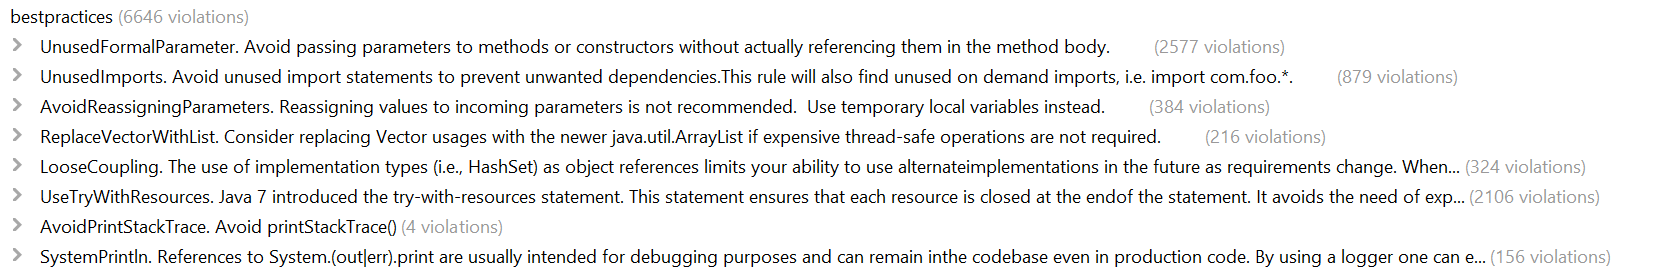 bestpractices (6646 violations)
UnusedFormalParameter. Avoid passing parameters to methods or constructors without actually referencing them in the method body. (2577 violations)
UnusedImports. Avoid unused import statements to prevent unwanted dependencies.This rule will also find unused on demand imports, i.e. import com.foo.*. (879 violations)
AvoidReassigningParameters. Reassigning values to incoming parameters is not recommended.  Use temporary local variables instead. (384 violations)
ReplaceVectorWithList. Consider replacing Vector usages with the newer java.util.ArrayList if expensive thread-safe operations are not required. (216 violations)
LooseCoupling. The use of implementation types (i.e., HashSet) as object references limits your ability to use alternateimplementations in the future as requirements change. When... (324 violations)
UseTryWithResources. Java 7 introduced the try-with-resources statement. This statement ensures that each resource is closed at the endof the statement. It avoids the need of exp... (2106 violations)
AvoidPrintStackTrace. Avoid printStackTrace() (4 violations)
SystemPrintln. References to System.(out|err).print are usually intended for debugging purposes and can remain inthe codebase even in production code. By using a logger one can e... (156 violations)